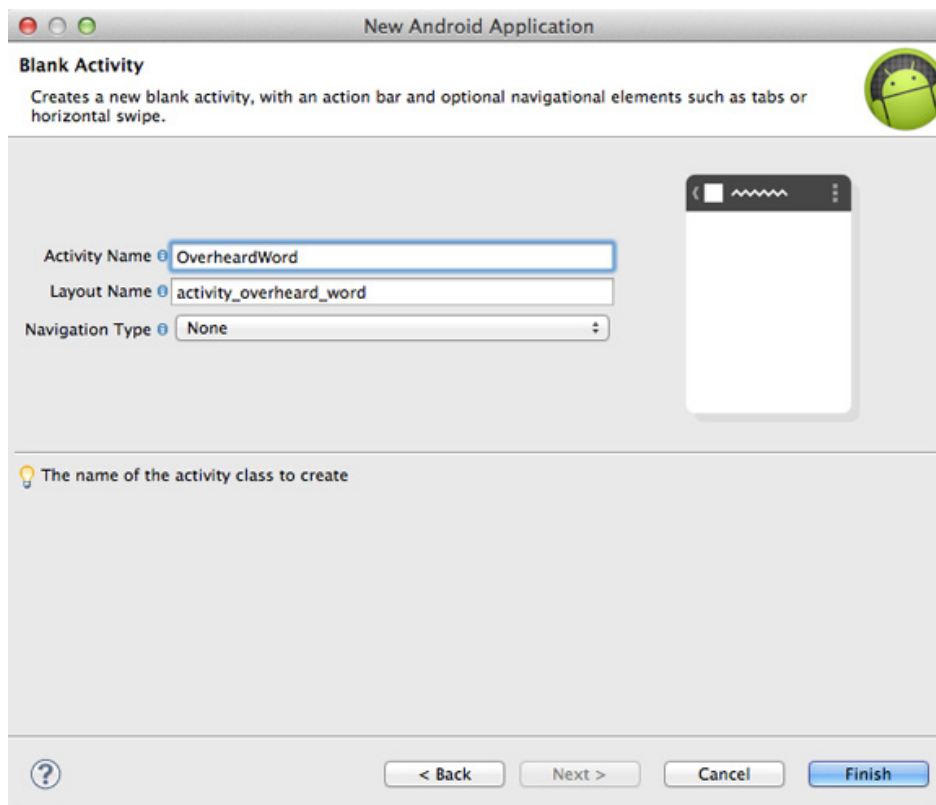 New Android Application
Blank Activity
Creates a new blank activity, with an action bar and optional navigational elements such as tabs or
horizontal swipe.
Activity Name OverheardWord
Layout Name activity_overheard_word
Navigation Type None
The name of the activity class to create
? < Back Next > Cancel Finish